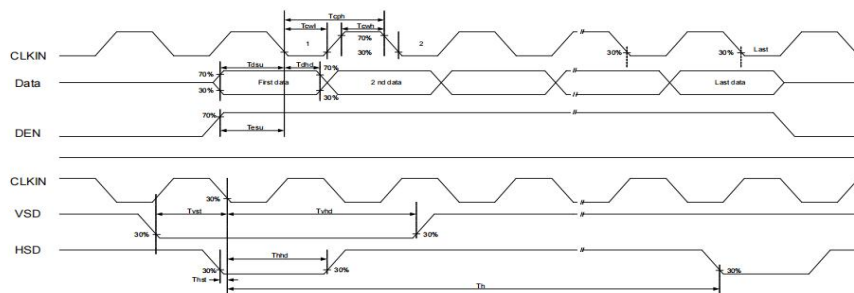 Tcph
Tcwl Tcwh
CLKIN 1 70% 30% 2 30% 30% Last
Tdsu Tdhd
Data 70% 30% First data 70% 30% 2 nd data Last data
DEN 70% Tesu
CLKIN 30%
VSD 30% Tvst Tvhd 30%
HSD 30% Thhd 30% 30%
Thst Th